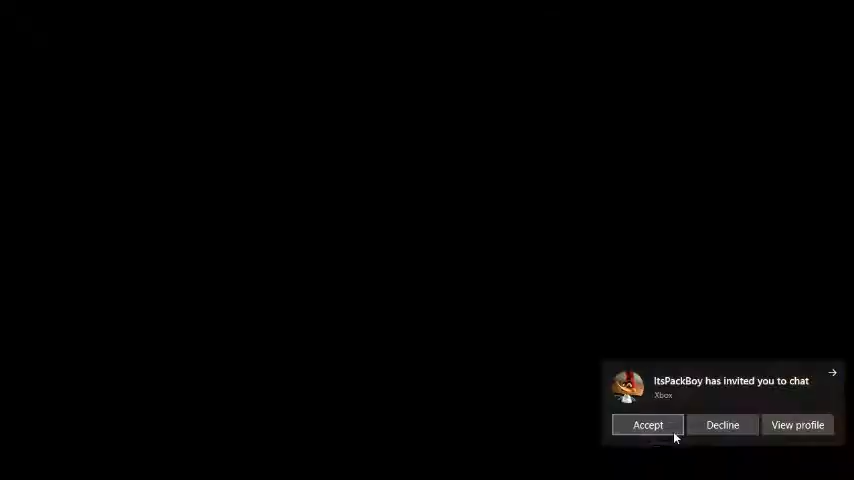 ItsPackBoy has invited you to chat
Xbox
Accept
Decline
View profile